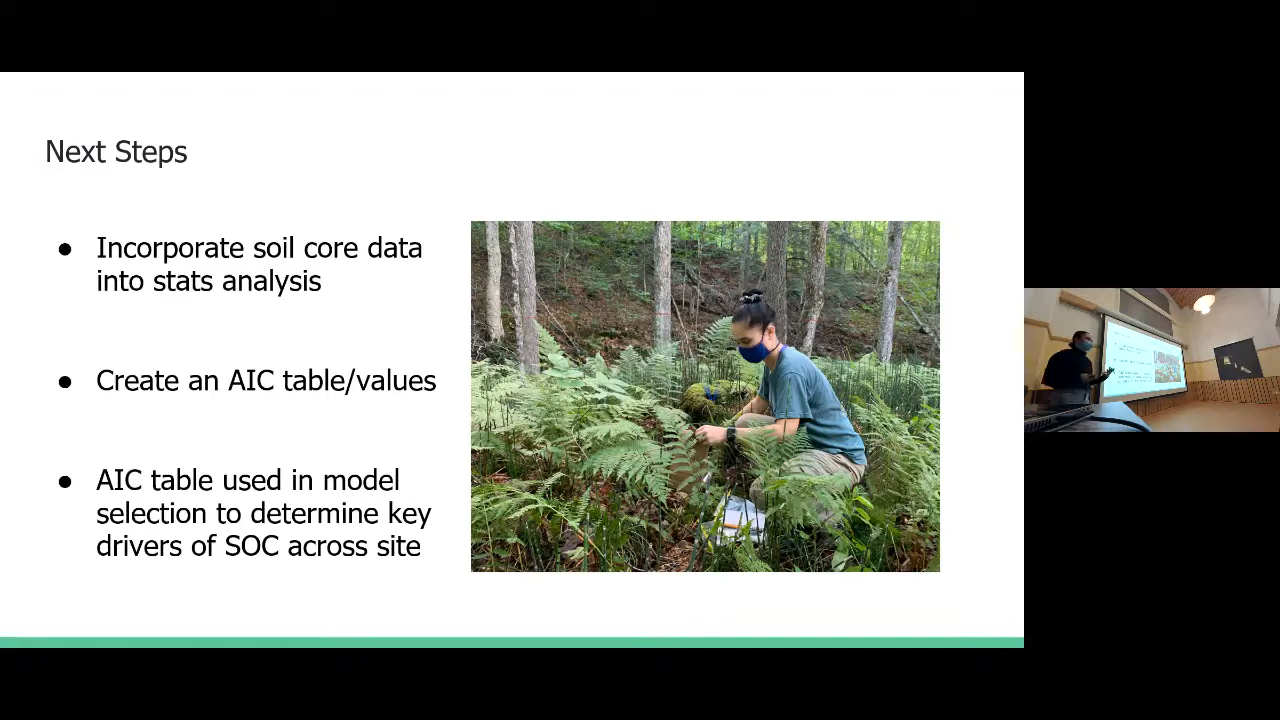 Next Steps
● Incorporate soil core data
into stats analysis
● Create an AIC table/values
● AIC table used in model
selection to determine key
drivers of SOC across site